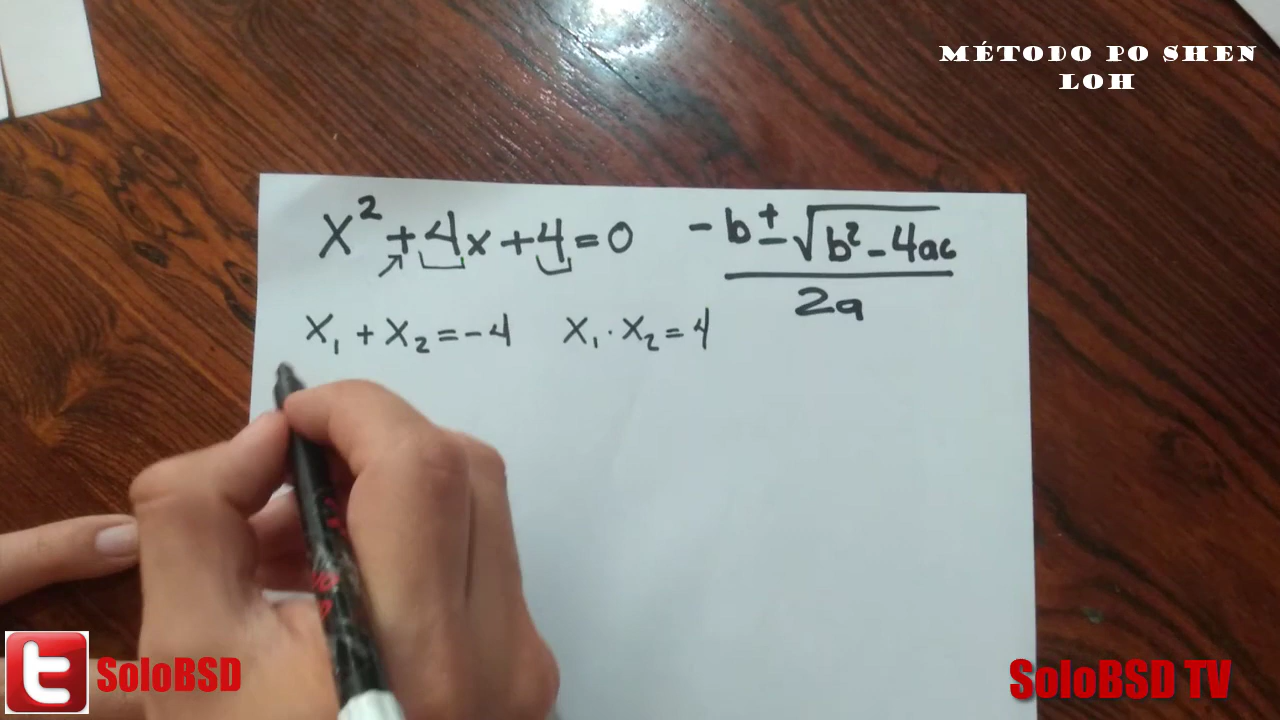 MÉTODO PO SHEN
LOH
x² + 4x + 4 = 0
-b ± √b² - 4ac
2a
x₁ + x₂ = -4
x₁ · x₂ = 4
SoloBSD
SoloBSD TV